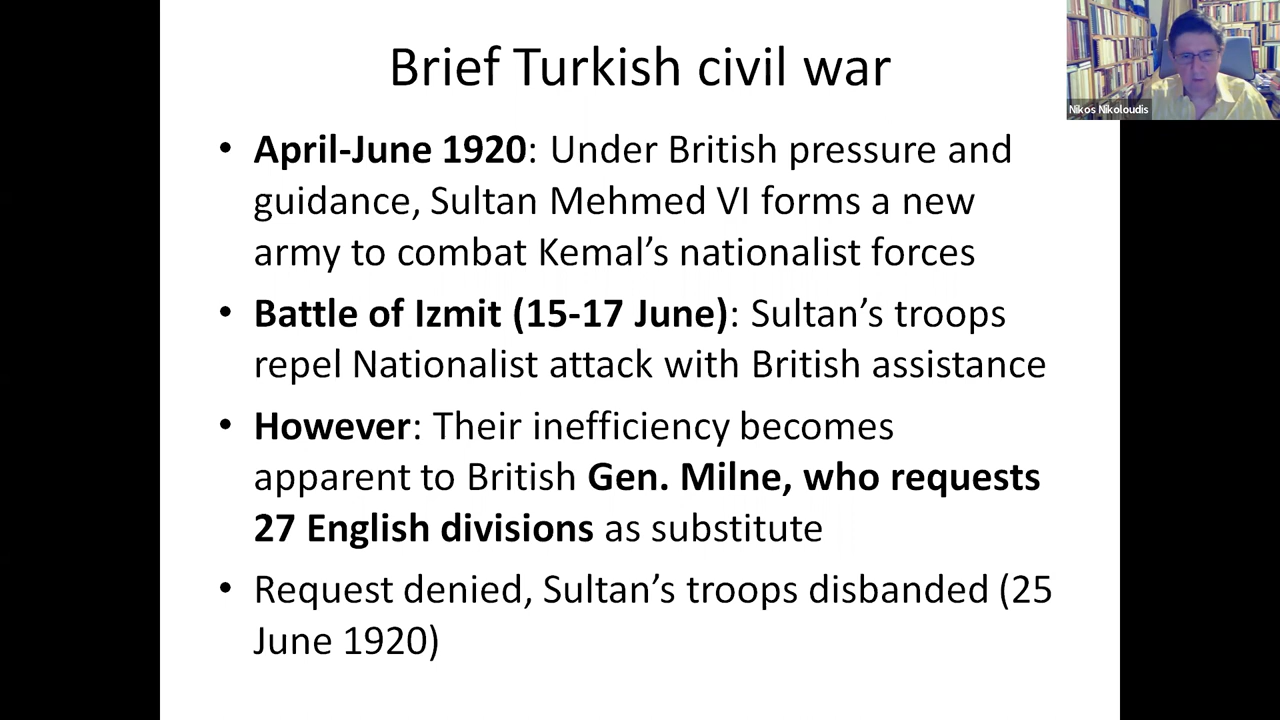 Brief Turkish civil war
Nikos Nikoloudis
• April-June 1920: Under British pressure and
guidance, Sultan Mehmed VI forms a new
army to combat Kemal’s nationalist forces
• Battle of Izmit (15-17 June): Sultan’s troops
repel Nationalist attack with British assistance
• However: Their inefficiency becomes
apparent to British Gen. Milne, who requests
27 English divisions as substitute
• Request denied, Sultan’s troops disbanded (25
June 1920)